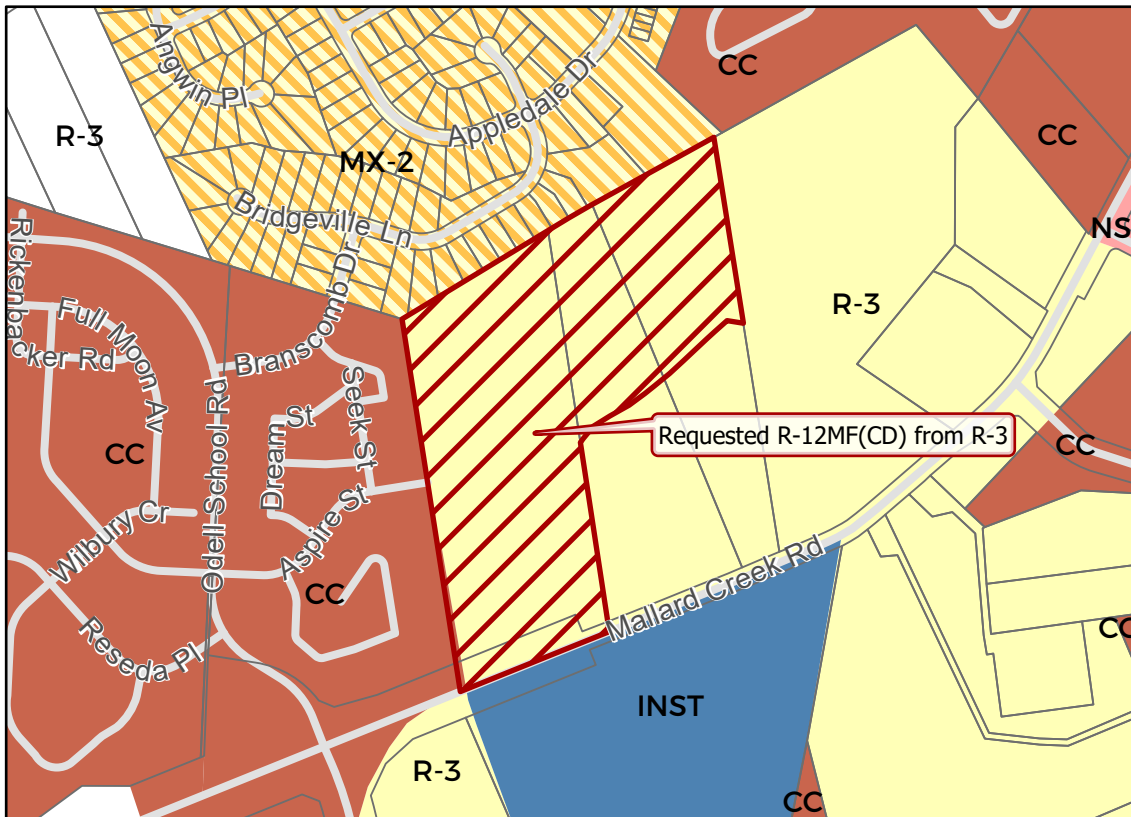 Angwin Pl
CC
Appledale Dr
R-3
CC
MX-2
Bridgeville Ln
NS
Rickenbacker Rd
Full Moon Av
Branscomb Dr
R-3
Seek St
St
Dream
Odell School Rd
CC
Requested R-12MF(CD) from R-3
CC
Wilbury Cr
Aspire St
CC
Mallard Creek Rd
Reseda Pl
CC
INST
R-3
CC